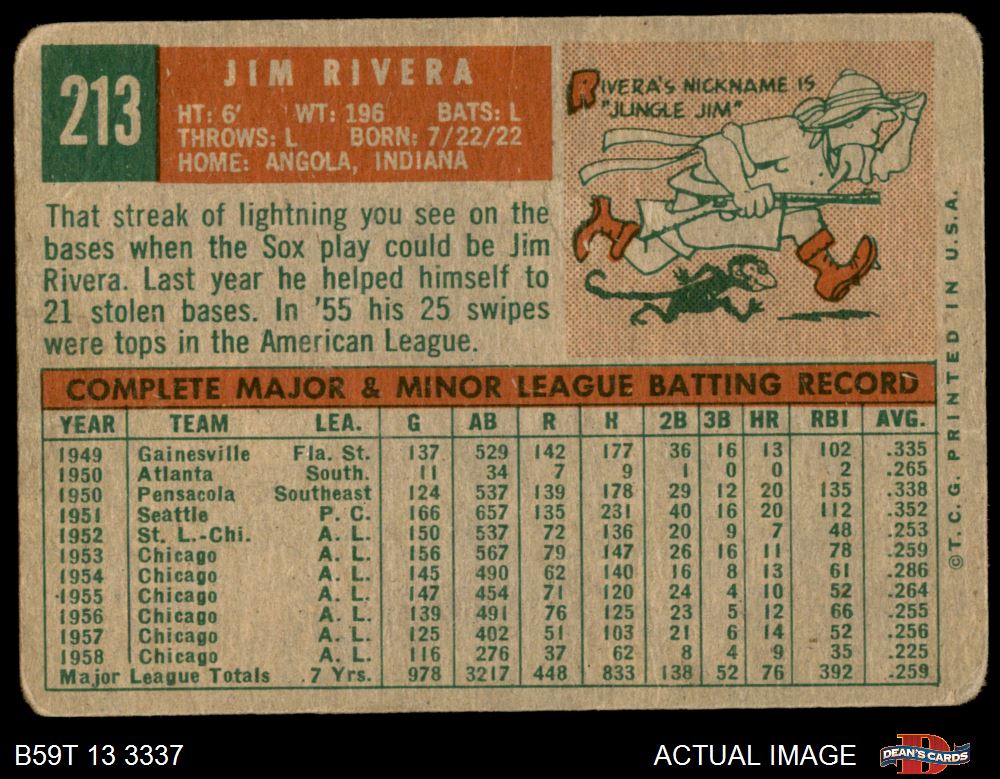 213
JIM RIVERA
HT: 6' WT: 196 BATS: L
THROWS: L BORN: 7/22/22
HOME: ANGOLA, INDIANA
RIVERA'S NICKNAME IS
"JUNGLE JIM"
That streak of lightning you see on the
bases when the Sox play could be Jim
Rivera. Last year he helped himself to
21 stolen bases. In '55 his 25 swipes
were tops in the American League.
COMPLETE MAJOR & MINOR LEAGUE BATTING RECORD
YEAR TEAM LEA. G AB R H 2B 3B HR RBI AVG.
1949 Gainesville Fla. St. 137 529 142 177 36 16 13 102 .335
1950 Atlanta South. 11 34 7 9 1 0 0 2 .265
1950 Pensacola Southeast 124 537 139 178 29 12 20 135 .338
1951 Seattle P. C. 166 657 135 231 40 16 20 112 .352
1952 St. L.-Chi. A. L. 150 537 72 136 20 9 7 48 .253
1953 Chicago A. L. 156 567 79 147 26 16 11 78 .259
1954 Chicago A. L. 145 490 62 140 16 8 13 61 .286
1955 Chicago A. L. 147 454 71 120 24 4 10 52 .264
1956 Chicago A. L. 139 491 76 125 23 5 12 66 .255
1957 Chicago A. L. 125 402 51 103 21 6 14 52 .256
1958 Chicago A. L. 116 276 37 62 8 4 9 35 .225
Major League Totals 7 Yrs. 978 3217 448 833 138 52 76 392 .259
©T. C. G. PRINTED IN U.S.A.
B59T 13 3337
ACTUAL IMAGE
DEAN'S CARDS